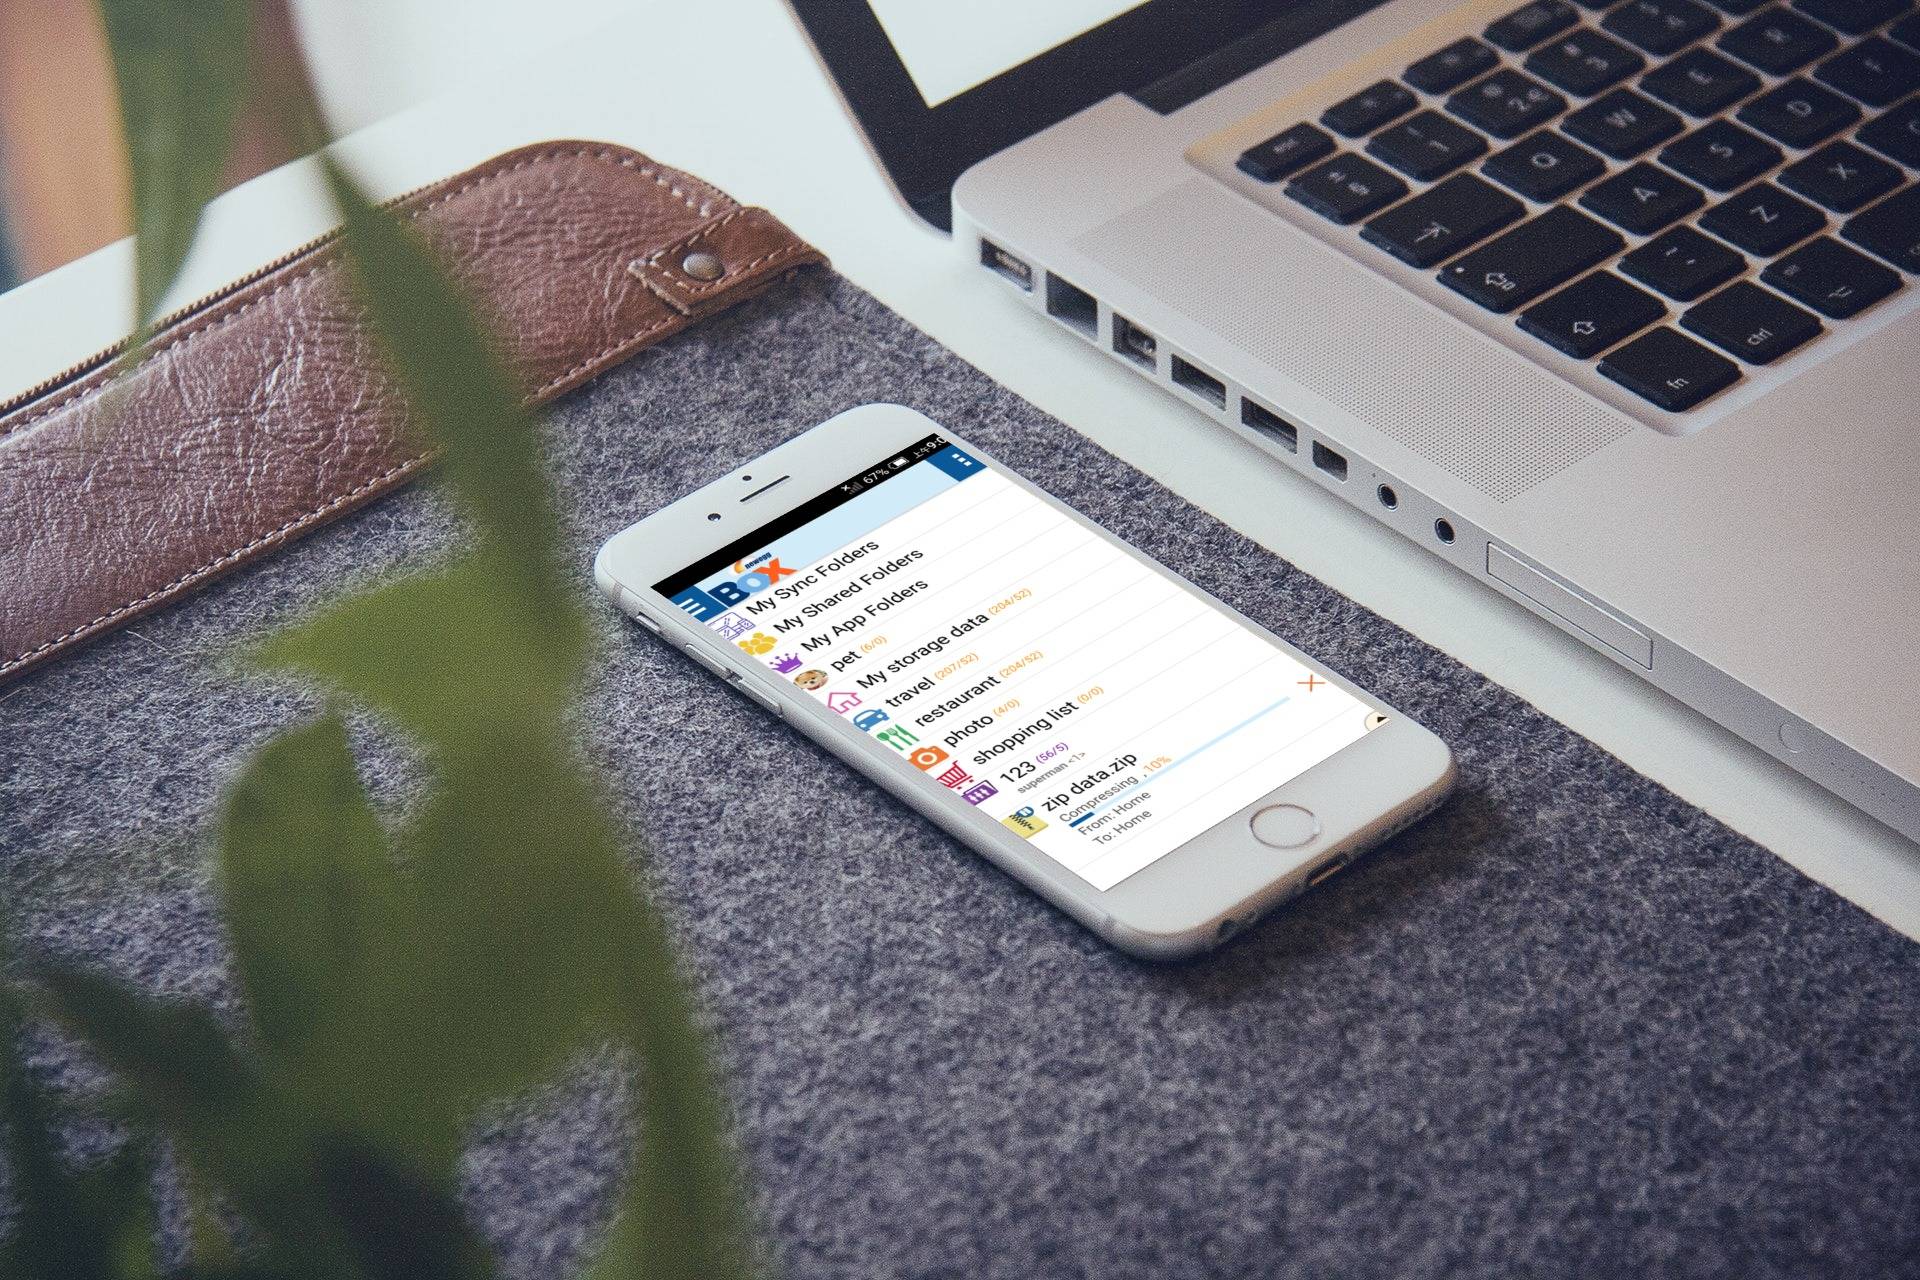 67% 上午9:0
newegg
BOX
My Sync Folders
My Shared Folders
My App Folders
pet (6/0)
My storage data (204/52)
travel (207/52)
restaurant (204/52)
photo (4/0)
shopping list (0/0)
123 (56/5)
superman <1>
zip data.zip
Compressing , 10%
From: Home
To: Home
esc
W
D
Q
S
A
X
Z
ctrl
fn